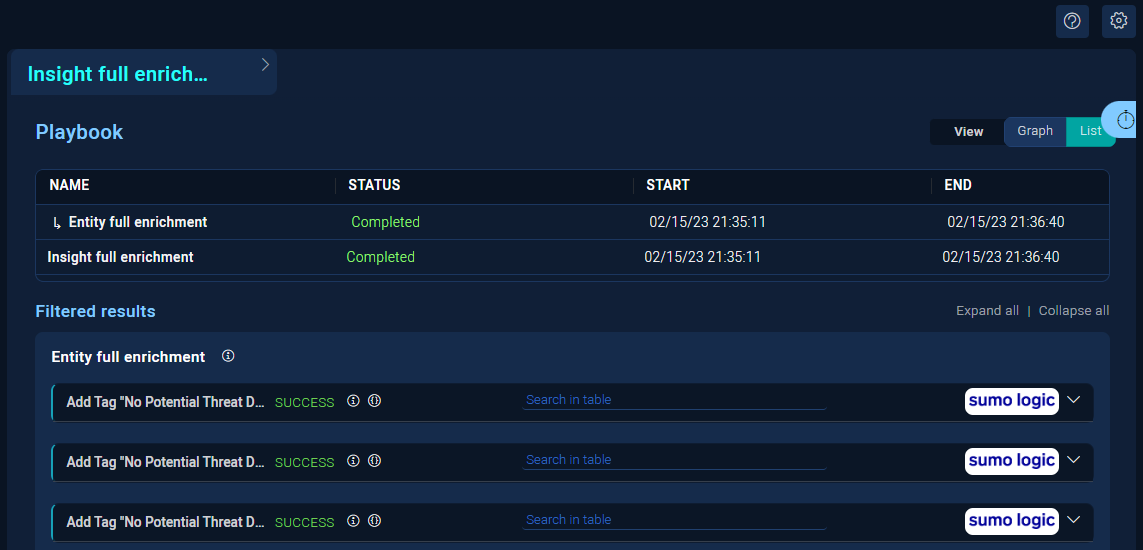 Insight full enrich...
Playbook
View Graph List
NAME STATUS START END
↳ Entity full enrichment Completed 02/15/23 21:35:11 02/15/23 21:36:40
Insight full enrichment Completed 02/15/23 21:35:11 02/15/23 21:36:40
Filtered results Expand all | Collapse all
Entity full enrichment
Add Tag "No Potential Threat D... SUCCESS Search in table sumo logic
Add Tag "No Potential Threat D... SUCCESS Search in table sumo logic
Add Tag "No Potential Threat D... SUCCESS Search in table sumo logic